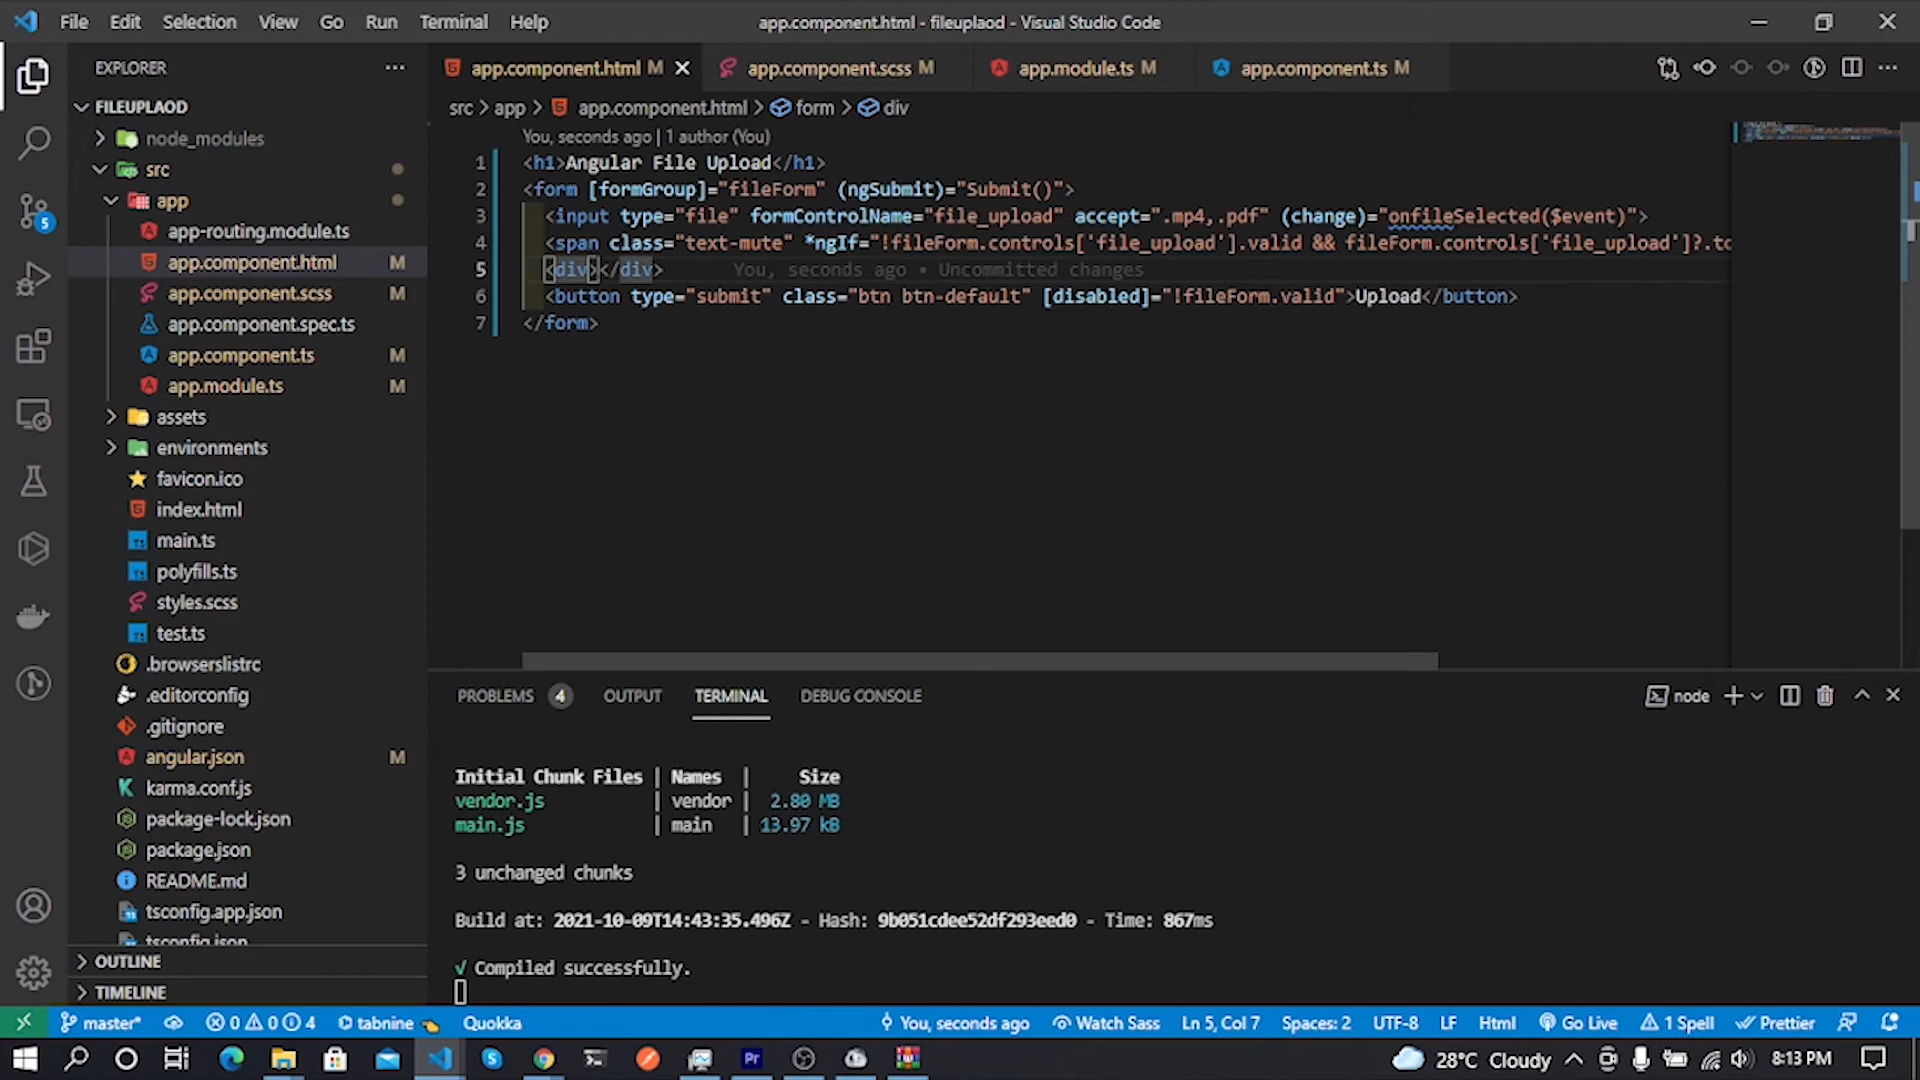 File Edit Selection View Go Run Terminal Help
app.component.html - fileuplaod - Visual Studio Code
EXPLORER
app.component.html M
app.component.scss M
app.module.ts M
app.component.ts M
FILEUPLAOD
src > app > app.component.html > form > div
node_modules
src
app
app-routing.module.ts
app.component.html M
app.component.scss M
app.component.spec.ts
app.component.ts M
app.module.ts M
assets
environments
favicon.ico
index.html
main.ts
polyfills.ts
styles.scss
test.ts
.browserslistrc
.editorconfig
.gitignore
angular.json M
karma.conf.js
package-lock.json
package.json
README.md
tsconfig.app.json
tsconfig.json
OUTLINE
TIMELINE
5
You, seconds ago | 1 author (You)
1 <h1>Angular File Upload</h1>
2 <form [formGroup]="fileForm" (ngSubmit)="Submit()">
3 <input type="file" formControlName="file_upload" accept=".mp4,.pdf" (change)="onfileSelected($event)">
4 <span class="text-mute" *ngIf="!fileForm.controls['file_upload'].valid && fileForm.controls['file_upload']?.to
5 <div></div> You, seconds ago • Uncommitted changes
6 <button type="submit" class="btn btn-default" [disabled]="!fileForm.valid">Upload</button>
7 </form>
PROBLEMS 4 OUTPUT TERMINAL DEBUG CONSOLE
node
Initial Chunk Files | Names | Size
vendor.js | vendor | 2.80 MB
main.js | main | 13.97 kB
3 unchanged chunks
Build at: 2021-10-09T14:43:35.496Z - Hash: 9b051cdee52df293eed0 - Time: 867ms
√ Compiled successfully.
master* 0 0 4 tabnine Quokka You, seconds ago Watch Sass Ln 5, Col 7 Spaces: 2 UTF-8 LF Html Go Live 1 Spell Prettier
Pr
28°C Cloudy 8:13 PM